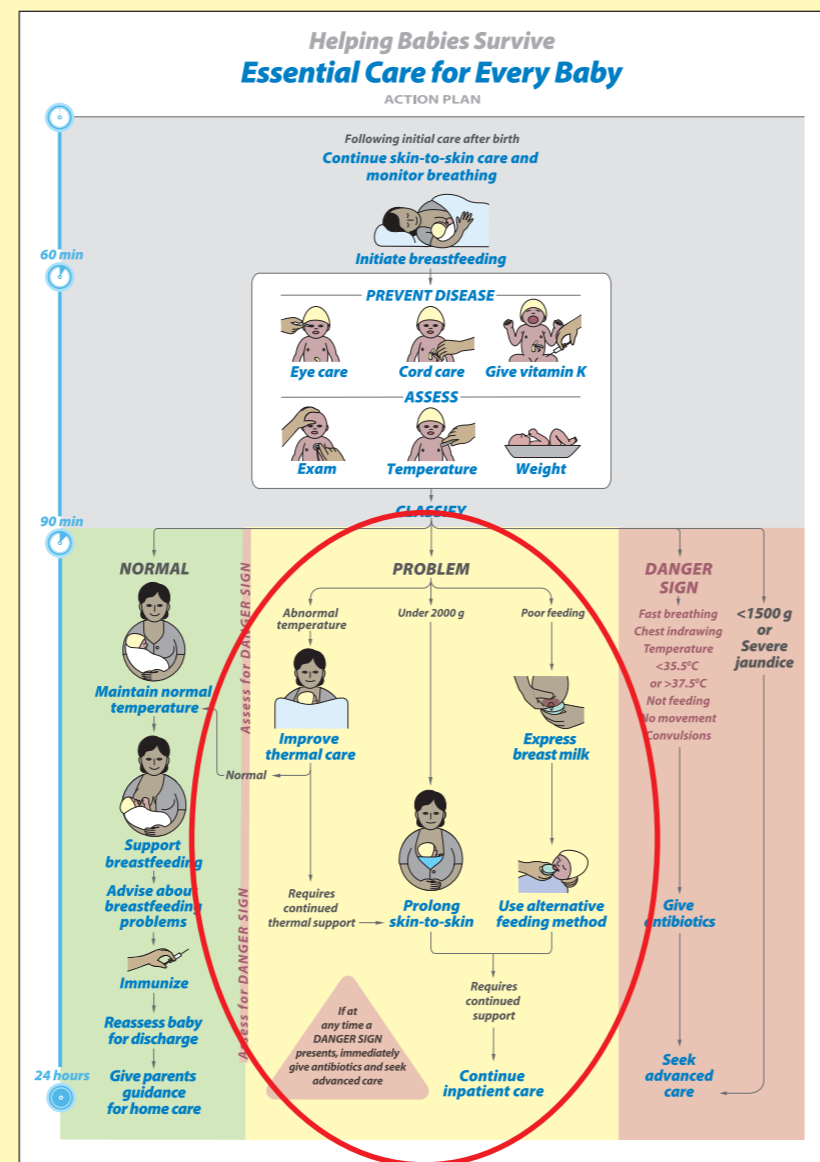 Helping Babies Survive
Essential Care for Every Baby
ACTION PLAN
Following initial care after birth
Continue skin-to-skin care and
monitor breathing
60 min
Initiate breastfeeding
PREVENT DISEASE
Eye care
Cord care
Give vitamin K
ASSESS
Exam
Temperature
Weight
CLASSIFY
90 min
NORMAL
Maintain normal
temperature
Support
breastfeeding
Advise about
breastfeeding
problems
Immunize
Reassess baby
for discharge
24 hours
Give parents
guidance
for home care
Assess for DANGER SIGN
Assess for DANGER SIGN
PROBLEM
Abnormal
temperature
Improve
thermal care
Normal
Requires
continued
thermal support
Under 2000 g
Prolong
skin-to-skin
Poor feeding
Express
breast milk
Use alternative
feeding method
Requires
continued
support
Continue
inpatient care
If at
any time a
DANGER SIGN
presents, immediately
give antibiotics and seek
advanced care
DANGER
SIGN
Fast breathing
Chest indrawing
Temperature
<35.5⁰C
or >37.5⁰C
Not feeding
No movement
Convulsions
Give
antibiotics
Seek
advanced
care
<1500 g
or
Severe
jaundice